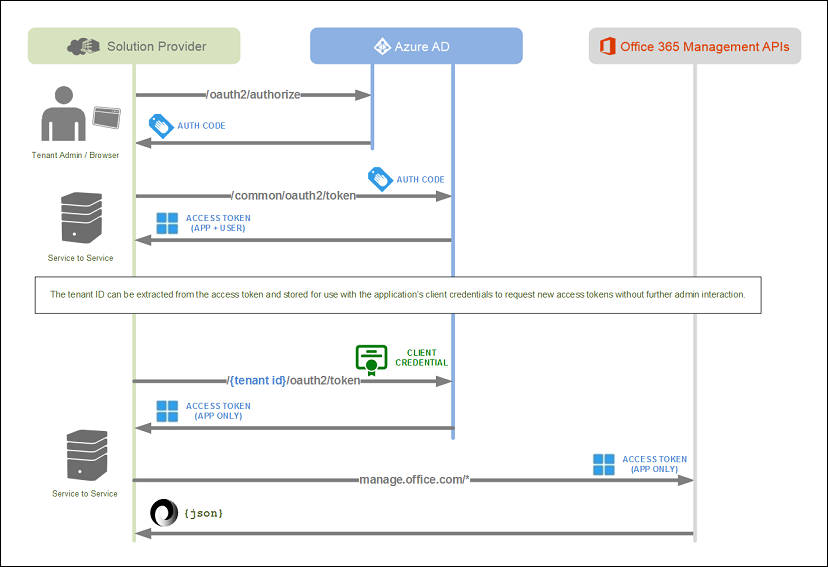 Solution Provider
Azure AD
Office 365 Management APIs
/oauth2/authorize
AUTH CODE
Tenant Admin / Browser
AUTH CODE
/common/oauth2/token
ACCESS TOKEN
(APP + USER)
Service to Service
The tenant ID can be extracted from the access token and stored for use with the application's client credentials to request new access tokens without further admin interaction.
CLIENT
CREDENTIAL
/{tenant id}/oauth2/token
ACCESS TOKEN
(APP ONLY)
ACCESS TOKEN
(APP ONLY)
manage.office.com/*
Service to Service
{json}